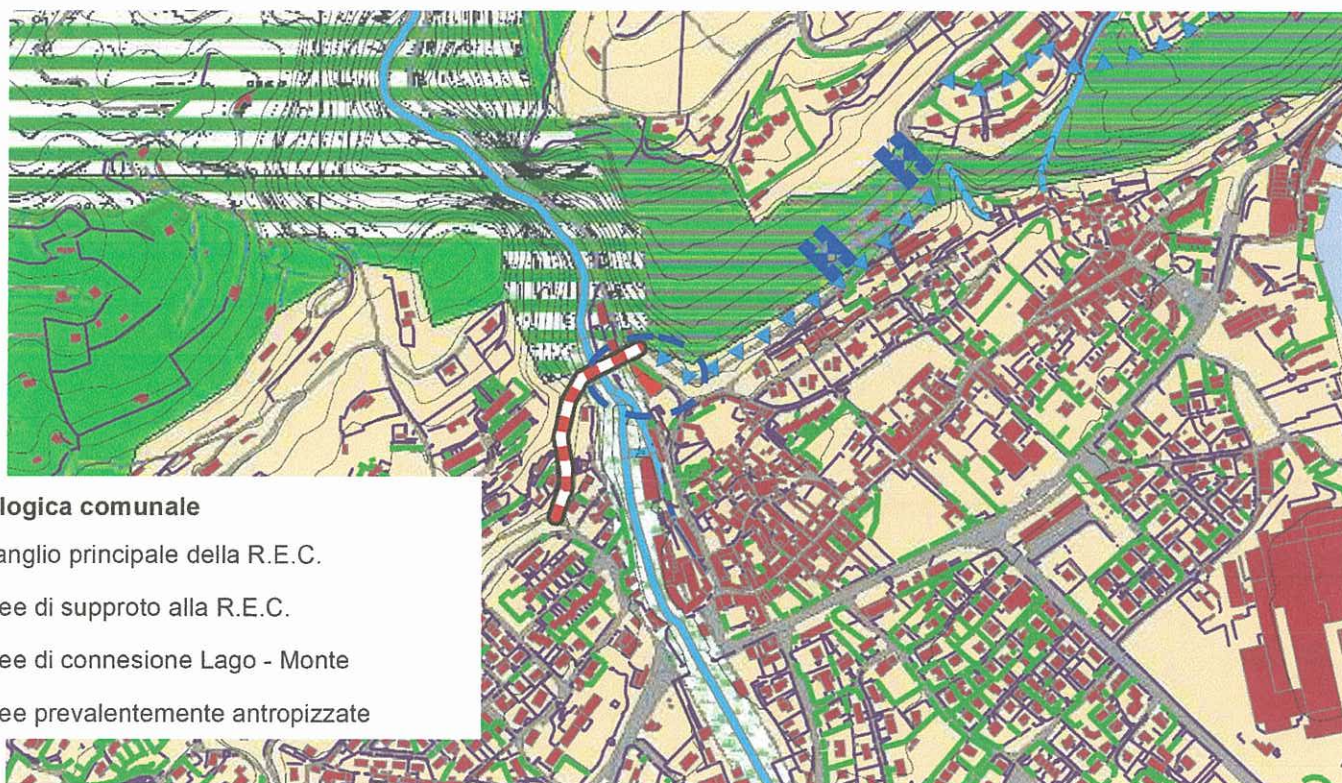 logica comunale
anglio principale della R.E.C.
ee di supproto alla R.E.C.
ee di connesione Lago - Monte
ee prevalentemente antropizzate